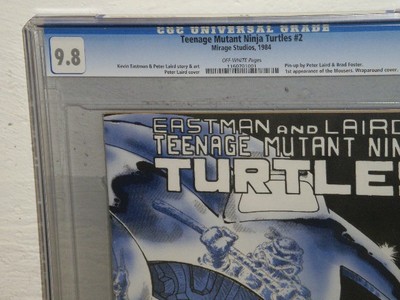 CGC UNIVERSAL GRADE
9.8
Teenage Mutant Ninja Turtles #2
Mirage Studios, 1984
Kevin Eastman & Peter Laird story & art
Peter Laird cover
OFF-WHITE Pages
Pin-up by Peter Laird & Brad Foster.
1st appearance of the Mousers. Wraparound cover.
EASTMAN AND LAIRD
TEENAGE MUTANT NIN
TURTLES